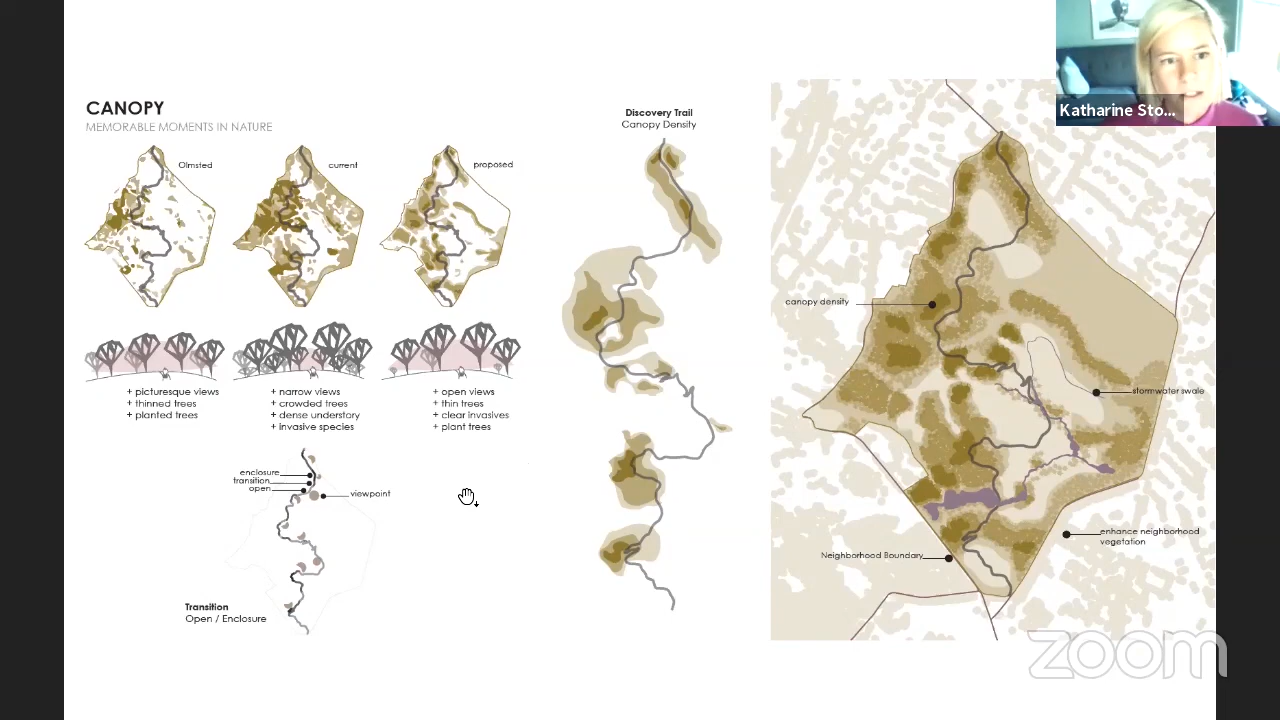 CANOPY
MEMORABLE MOMENTS IN NATURE
Olmsted
current
proposed
+ picturesque views
+ thinned trees
+ planted trees
+ narrow views
+ crowded trees
+ dense understory
+ invasive species
+ open views
+ thin trees
+ clear invasives
+ plant trees
enclosure
transition
open
viewpoint
Transition
Open / Enclosure
Discovery Trail
Canopy Density
canopy density
stormwater swale
enhance neighborhood
vegetation
Neighborhood Boundary
Katharine Sto...
zoom